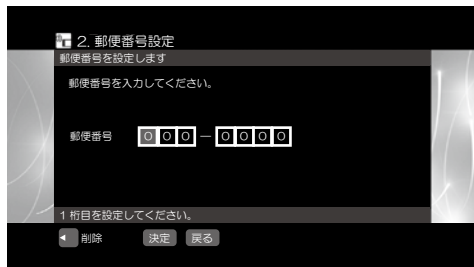 2. 郵便番号設定
郵便番号を設定します
郵便番号を入力してください。
郵便番号 0 0 0 － 0 0 0 0
1 桁目を設定してください。
削除 決定 戻る